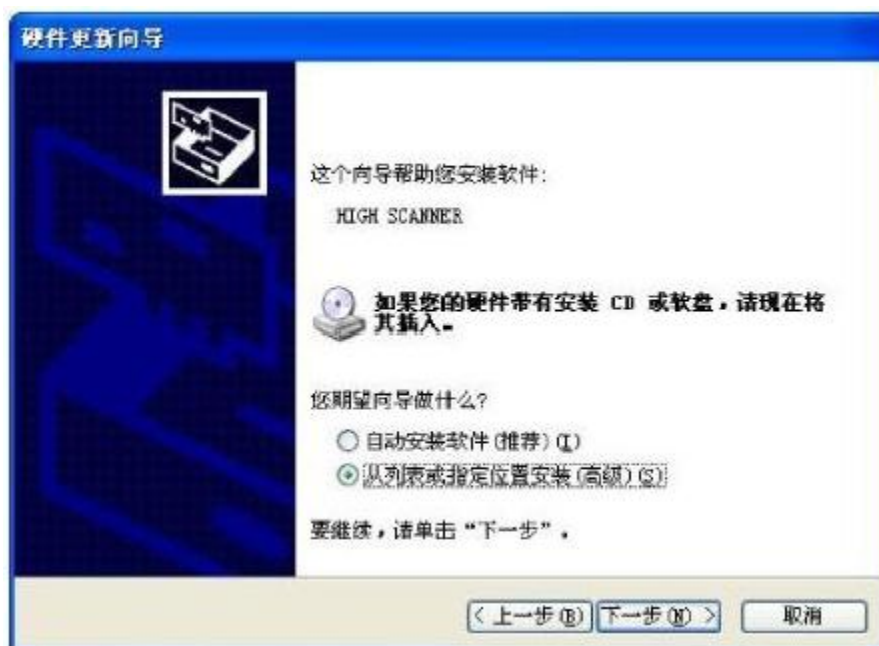 硬件更新向导
这个向导帮助您安装软件:
HIGH SCANNER
如果您的硬件带有安装 CD 或软盘，请现在将
其插入。
您期望向导做什么?
自动安装软件(推荐)(I)
从列表或指定位置安装(高级)(S)
要继续，请单击“下一步”。
< 上一步(B) 下一步(N) > 取消